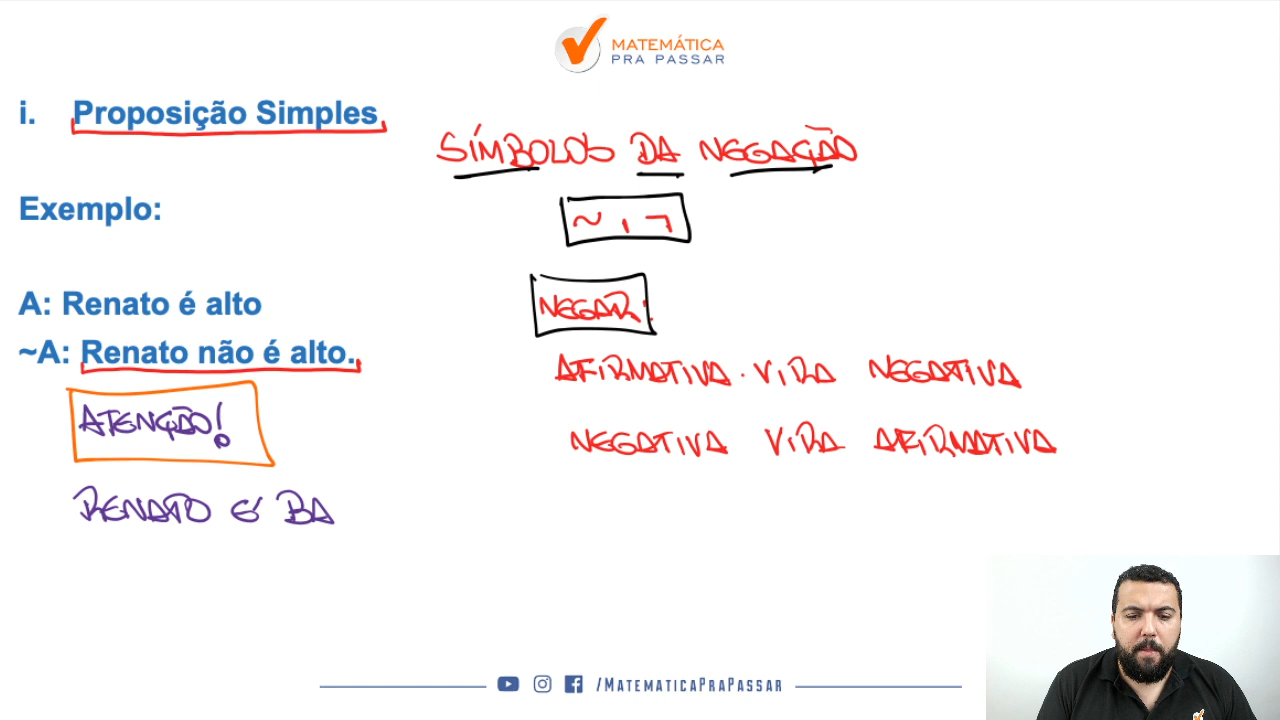 MATEMÁTICA
PRA PASSAR
i. Proposição Simples
SÍMBOLOS DA NEGAÇÃO
Exemplo:
~ , ¬
NEGAR:
A: Renato é alto
~A: Renato não é alto.
AFIRMATIVA . VIRA NEGATIVA
ATENÇÃO!
NEGATIVA VIRA AFIRMATIVA
RENATO É BA
/MATEMATICAPRAPASSAR